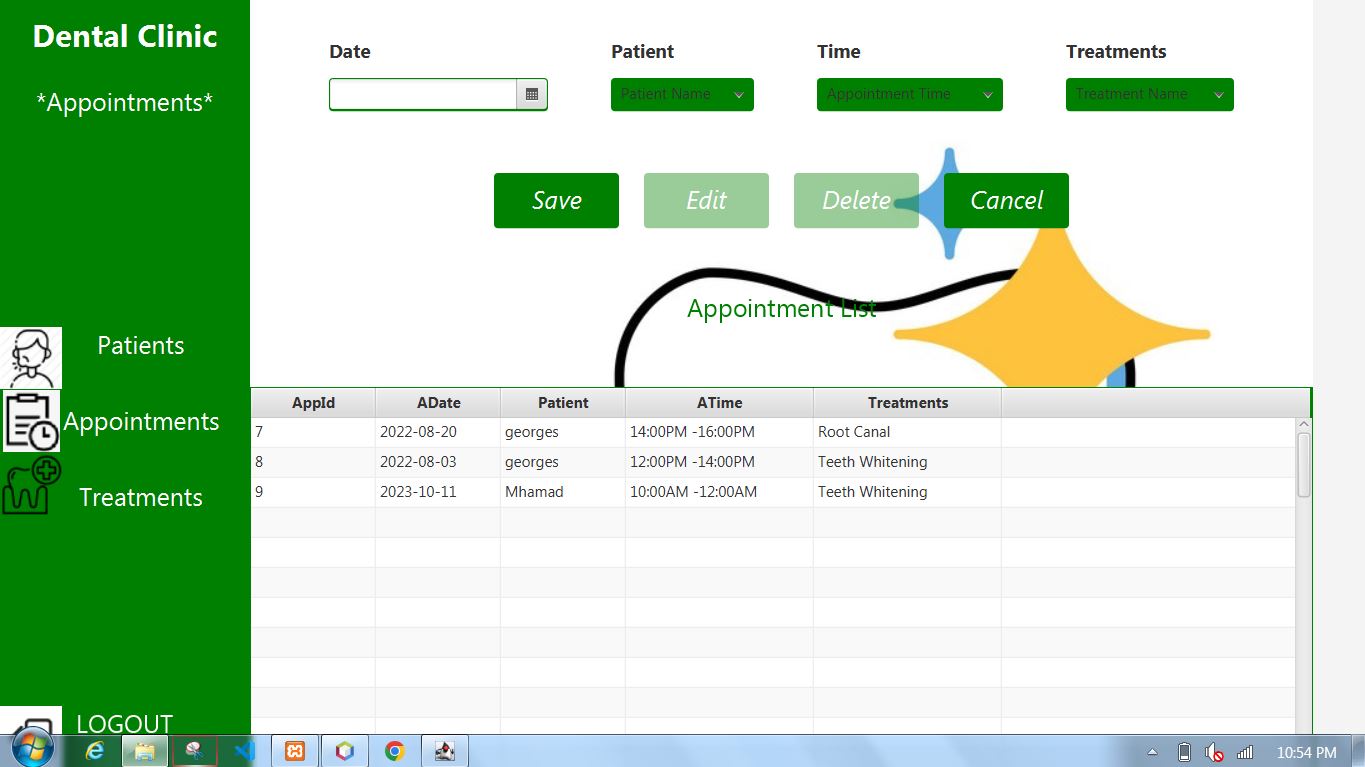 Dental Clinic
*Appointments*
Date Patient Time Treatments
Patient Name Appointment Time Treatment Name
Save Edit Delete Cancel
Appointment List
Patients
Appointments
Treatments
LOGOUT
AppId ADate Patient ATime Treatments
7 2022-08-20 georges 14:00PM -16:00PM Root Canal
8 2022-08-03 georges 12:00PM -14:00PM Teeth Whitening
9 2023-10-11 Mhamad 10:00AM -12:00AM Teeth Whitening
10:54 PM